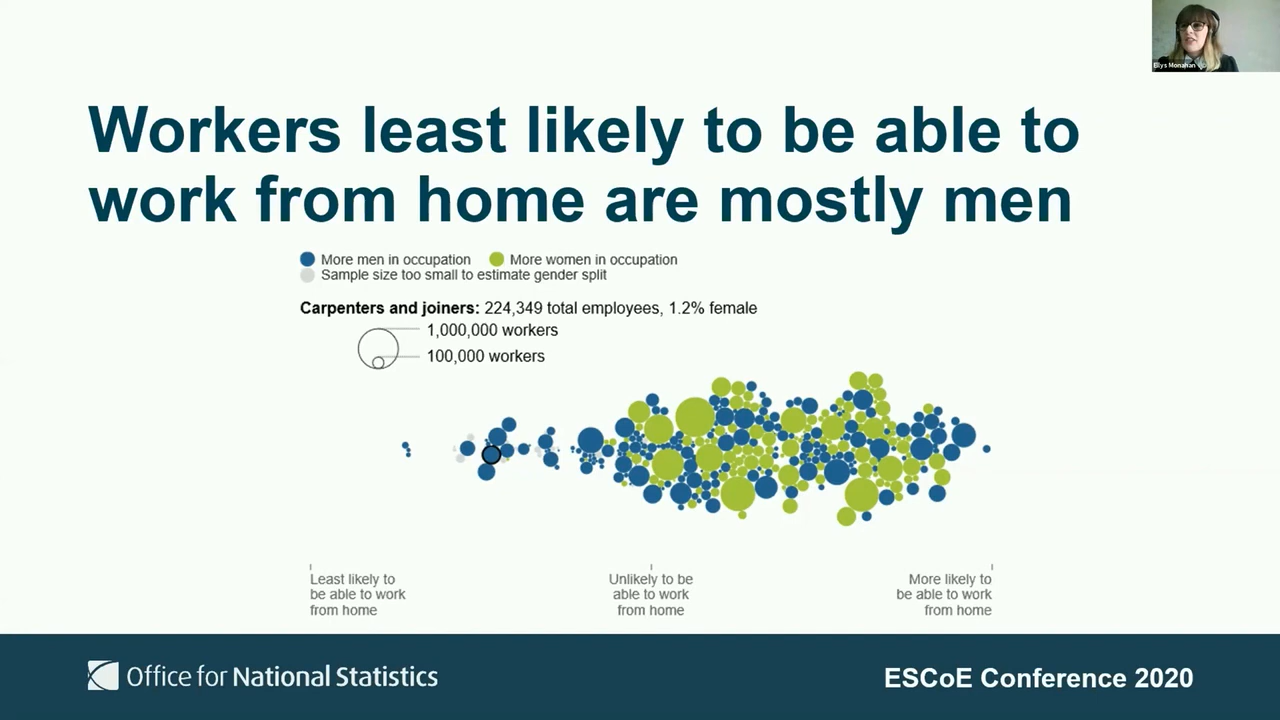 Ellys Monahan
Workers least likely to be able to
work from home are mostly men
More men in occupation
More women in occupation
Sample size too small to estimate gender split
Carpenters and joiners: 224,349 total employees, 1.2% female
1,000,000 workers
100,000 workers
Least likely to
be able to work
from home
Unlikely to be
able to work
from home
More likely to
be able to work
from home
Office for National Statistics
ESCoE Conference 2020